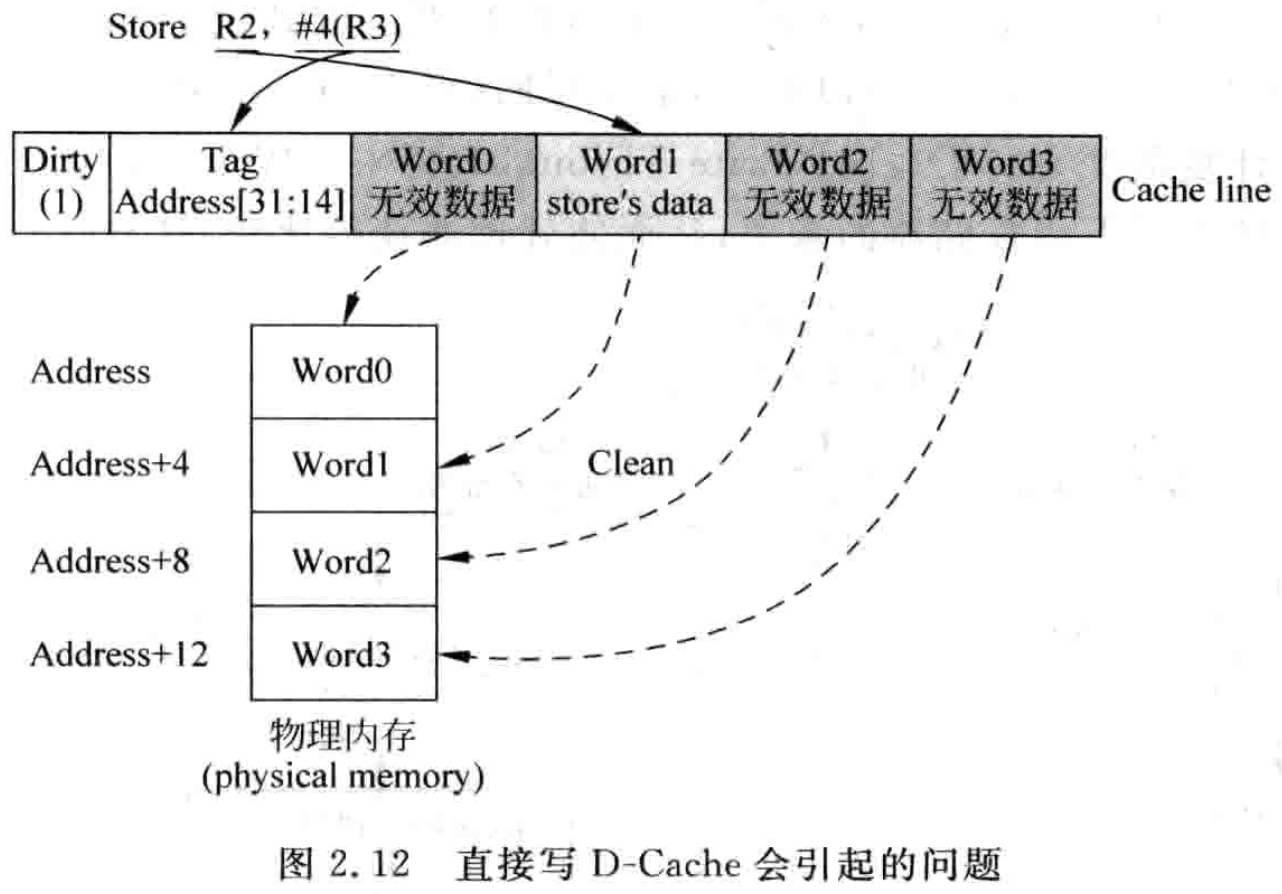 Store R2, #4(R3)
Dirty (1)
Tag Address[31:14]
Word0 无效数据
Word1 store's data
Word2 无效数据
Word3 无效数据
Cache line
Address Word0
Address+4 Word1
Clean
Address+8 Word2
Address+12 Word3
物理内存
(physical memory)
图 2.12 直接写 D-Cache 会引起的问题